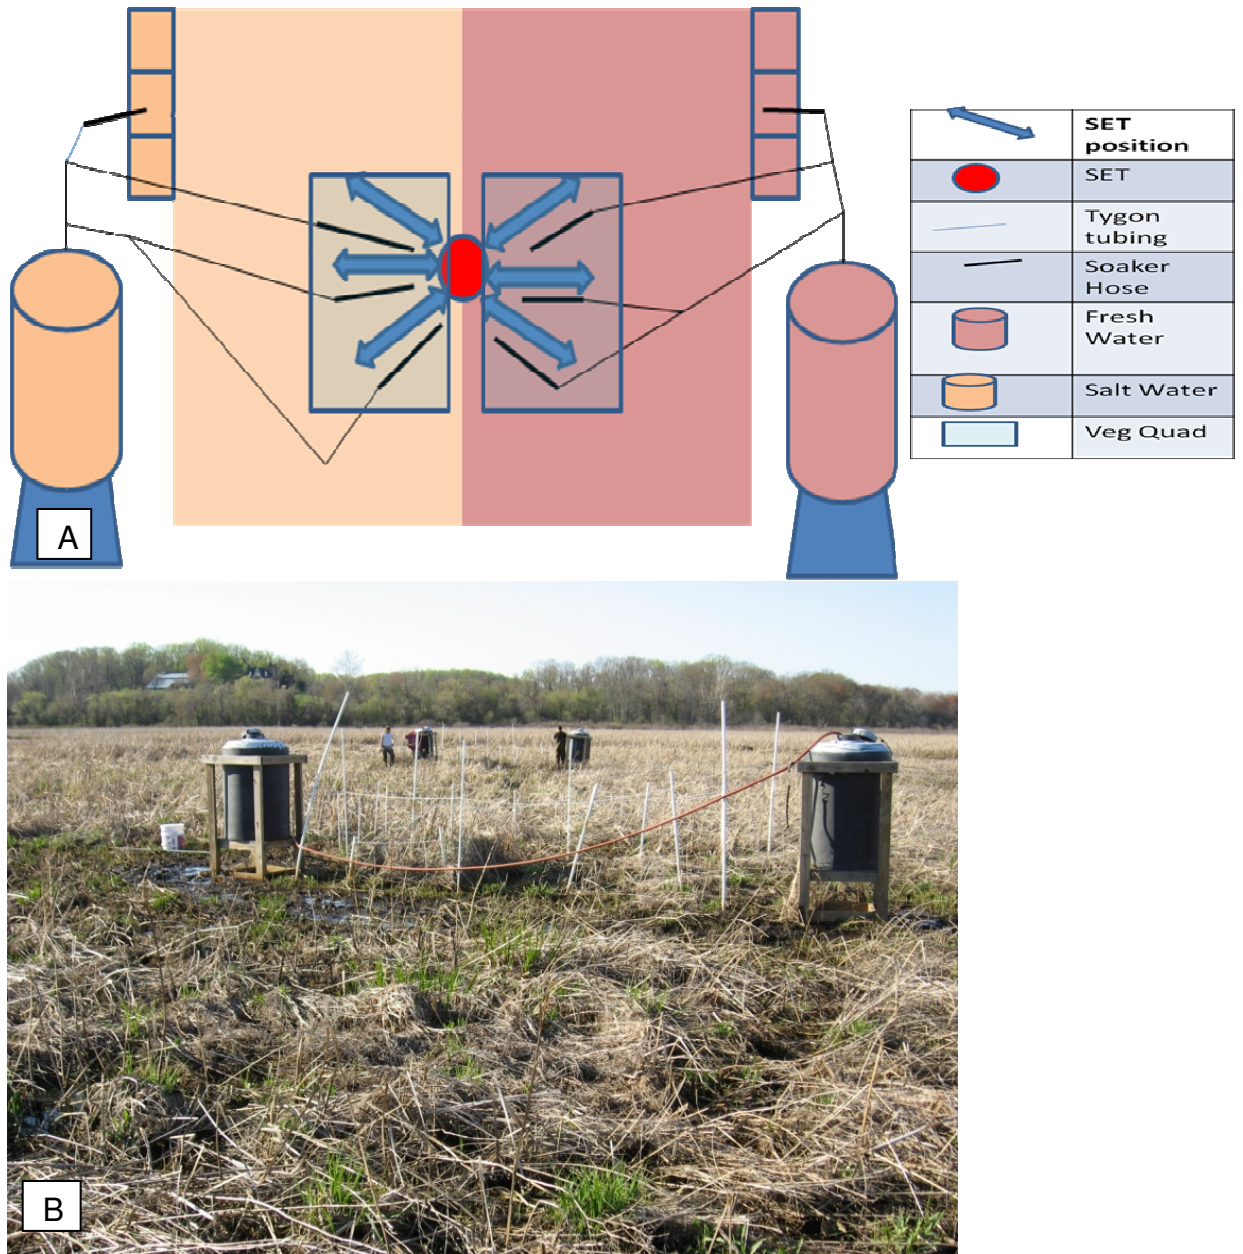 SET
position
SET
Tygon
tubing
Soaker
Hose
Fresh
Water
Salt Water
Veg Quad
A
B